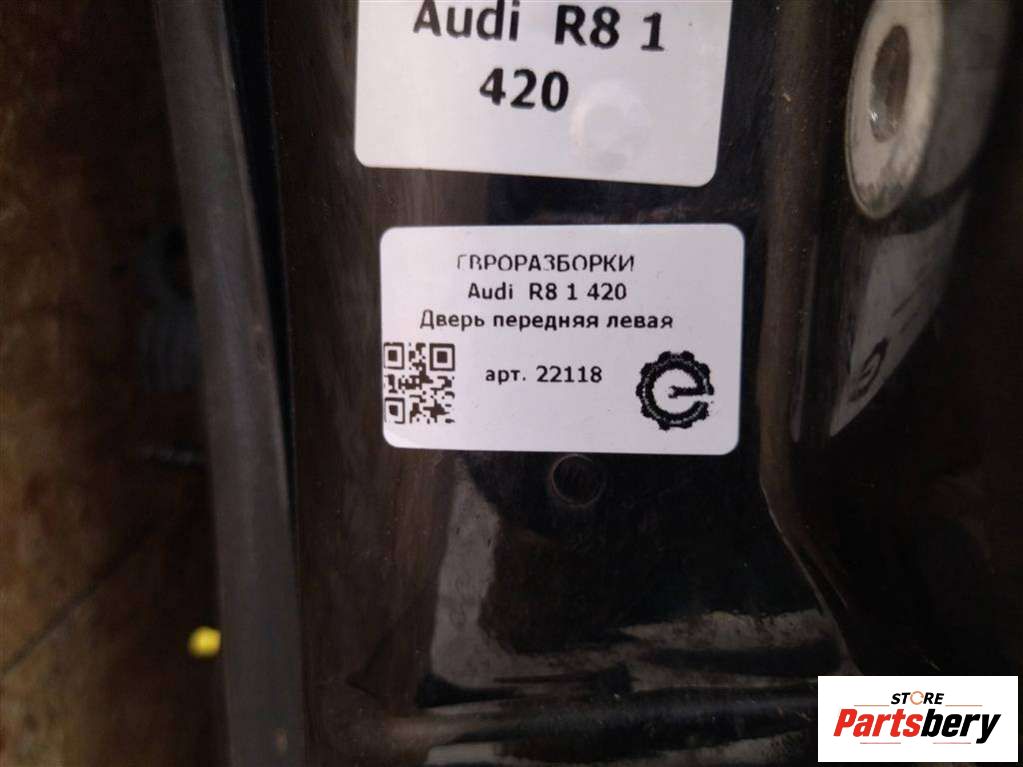 Audi R8 1
420
ЕВРОРАЗБОРКИ
Audi R8 1 420
Дверь передняя левая
арт. 22118
STORE
Partsbery